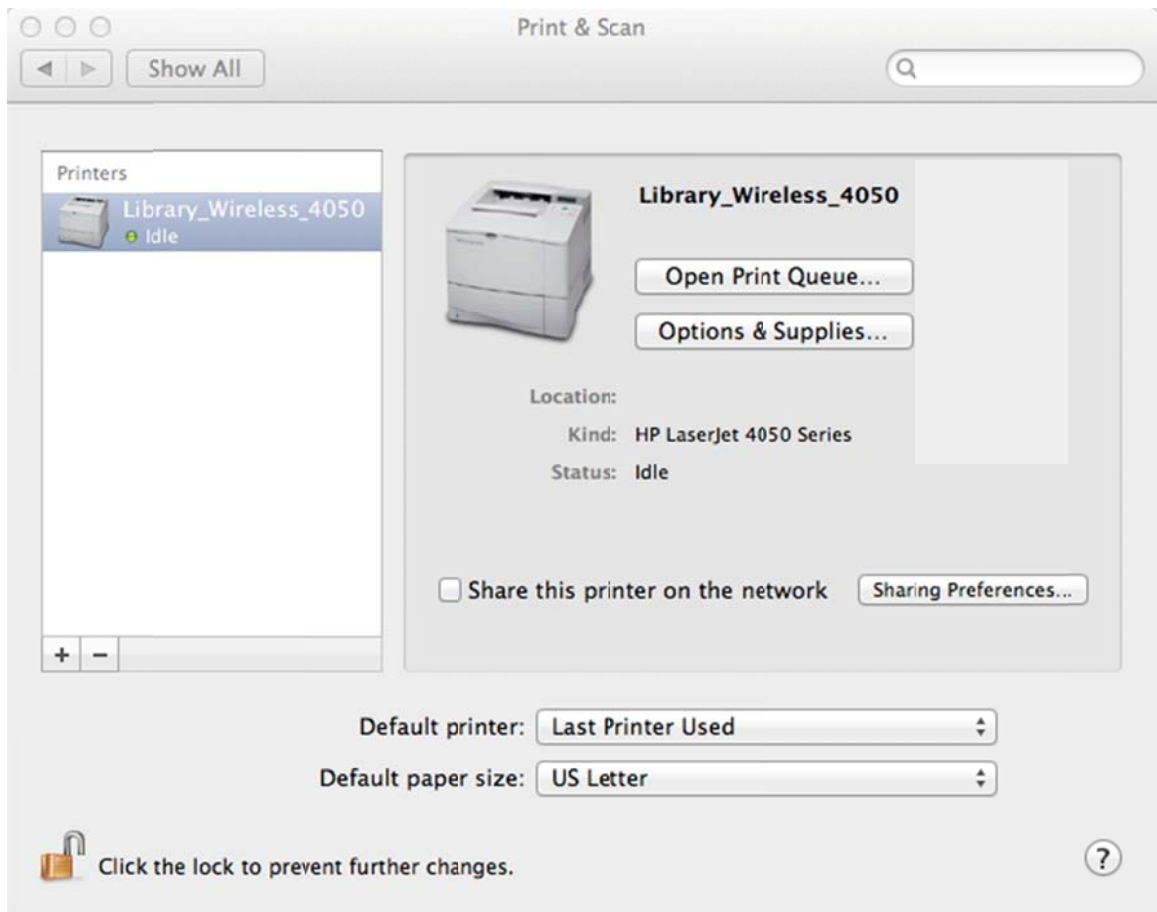 Print & Scan
Show All
Printers
Library_Wireless_4050
Idle
Library_Wireless_4050
Open Print Queue...
Options & Supplies...
Location:
Kind: HP LaserJet 4050 Series
Status: Idle
Share this printer on the network
Sharing Preferences...
+ −
Default printer: Last Printer Used
Default paper size: US Letter
Click the lock to prevent further changes.
?